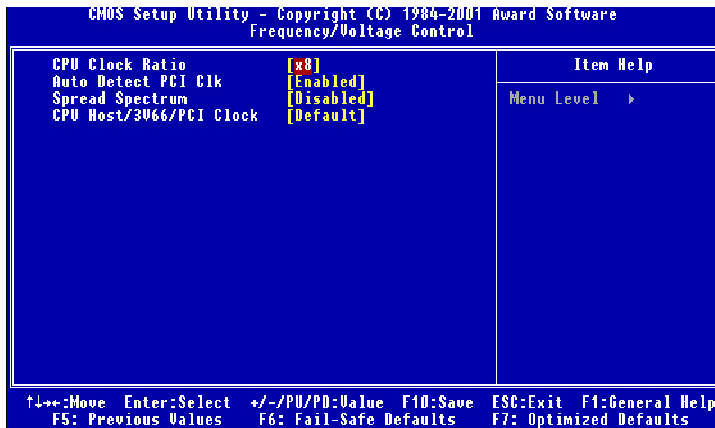 CMOS Setup Utility - Copyright (C) 1984-2001 Award Software
Frequency/Voltage Control
CPU Clock Ratio [x8]
Auto Detect PCI Clk [Enabled]
Spread Spectrum [Disabled]
CPU Host/3V66/PCI Clock [Default]
Item Help
Menu Level ▸
↑↓→←:Move Enter:Select +/-/PU/PD:Value F10:Save ESC:Exit F1:General Help
F5: Previous Values F6: Fail-Safe Defaults F7: Optimized Defaults